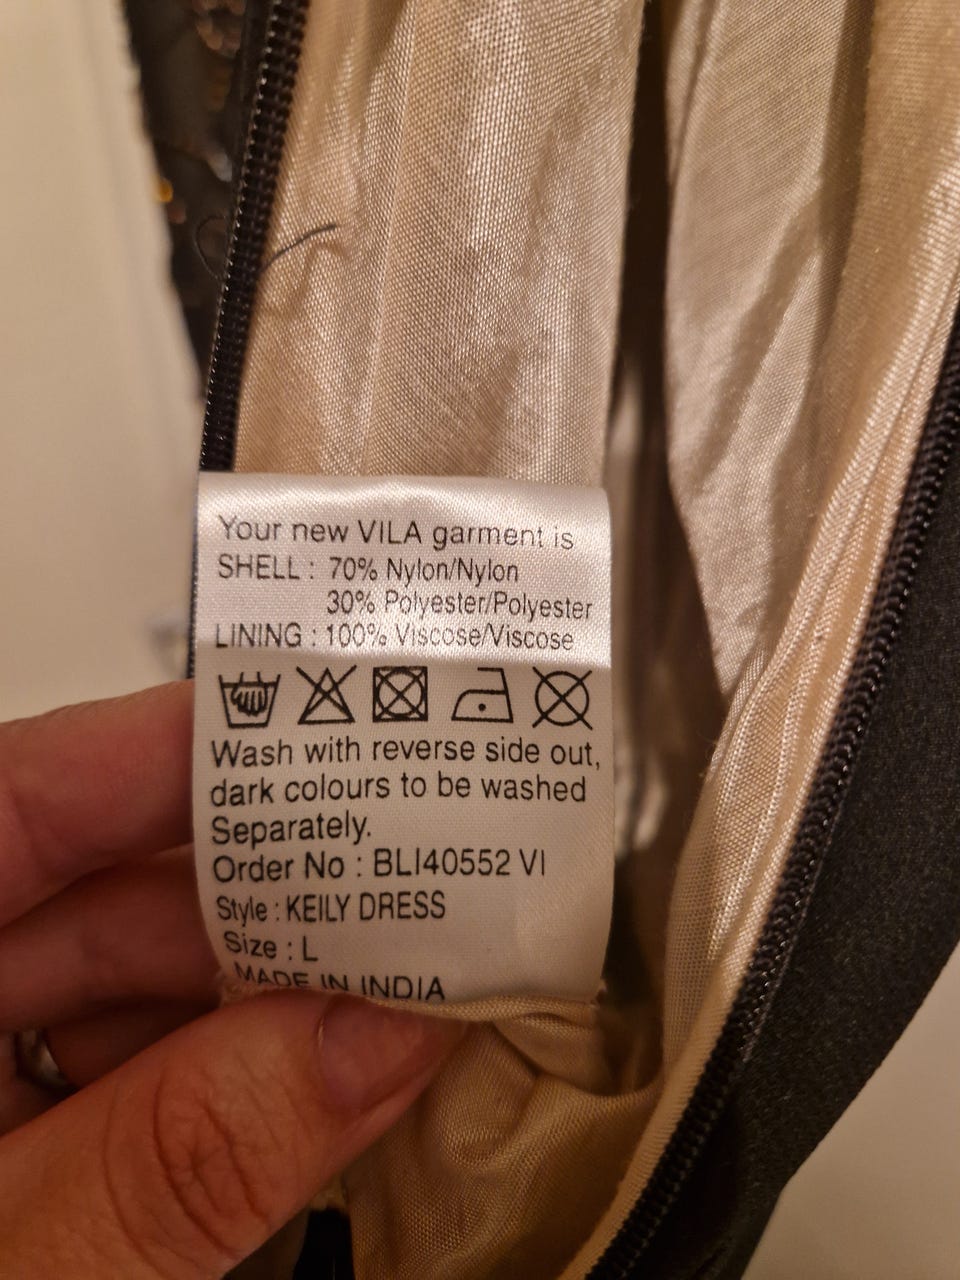 Your new VILA garment is
SHELL : 70% Nylon/Nylon
30% Polyester/Polyester
LINING : 100% Viscose/Viscose
Wash with reverse side out,
dark colours to be washed
Separately.
Order No : BLI40552 VI
Style : KEILY DRESS
Size : L
MADE IN INDIA